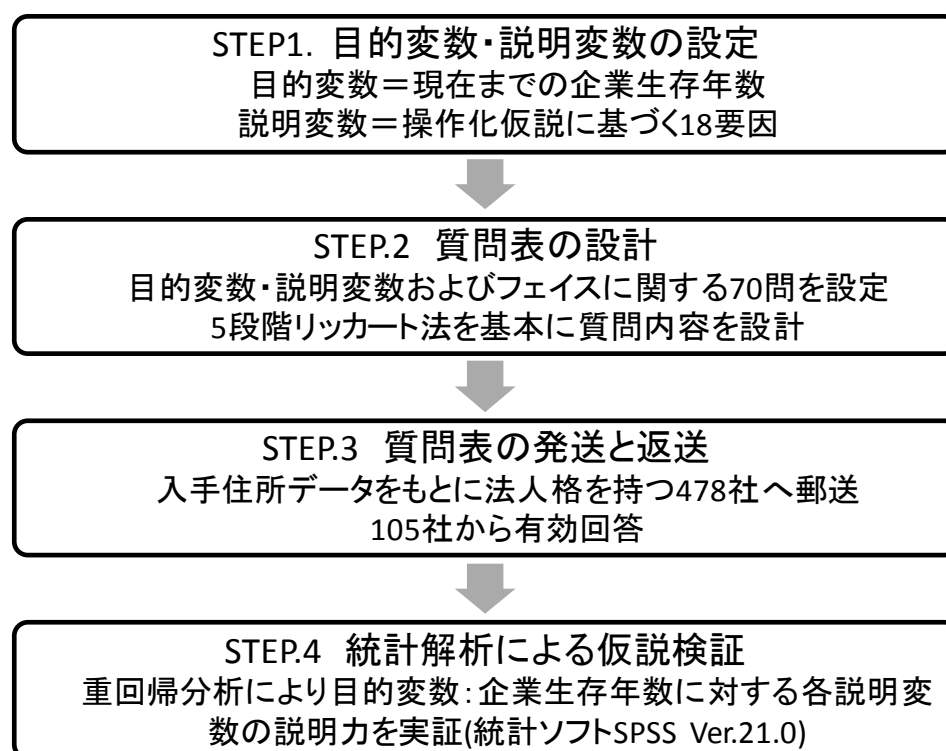 STEP1. 目的変数・説明変数の設定
目的変数＝現在までの企業生存年数
説明変数＝操作化仮説に基づく18要因
STEP.2 質問表の設計
目的変数・説明変数およびフェイスに関する70問を設定
5段階リッカート法を基本に質問内容を設計
STEP.3 質問表の発送と返送
入手住所データをもとに法人格を持つ478社へ郵送
105社から有効回答
STEP.4 統計解析による仮説検証
重回帰分析により目的変数：企業生存年数に対する各説明変
数の説明力を実証(統計ソフトSPSS Ver.21.0)